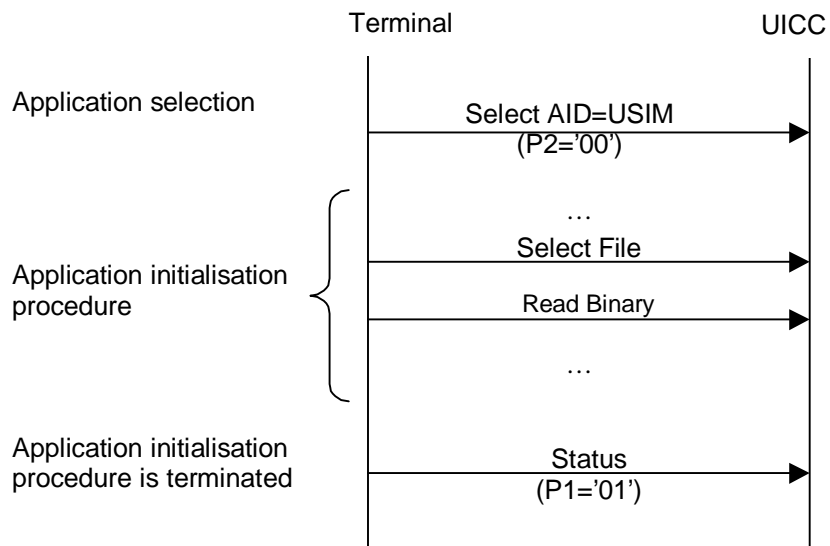 Terminal
UICC
Application selection
Select AID=USIM
(P2=’00’)
…
Select File
Application initialisation
procedure
Read Binary
…
Application initialisation
procedure is terminated
Status
(P1=’01’)